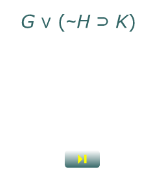 G ∨ (~H ⊃ K)